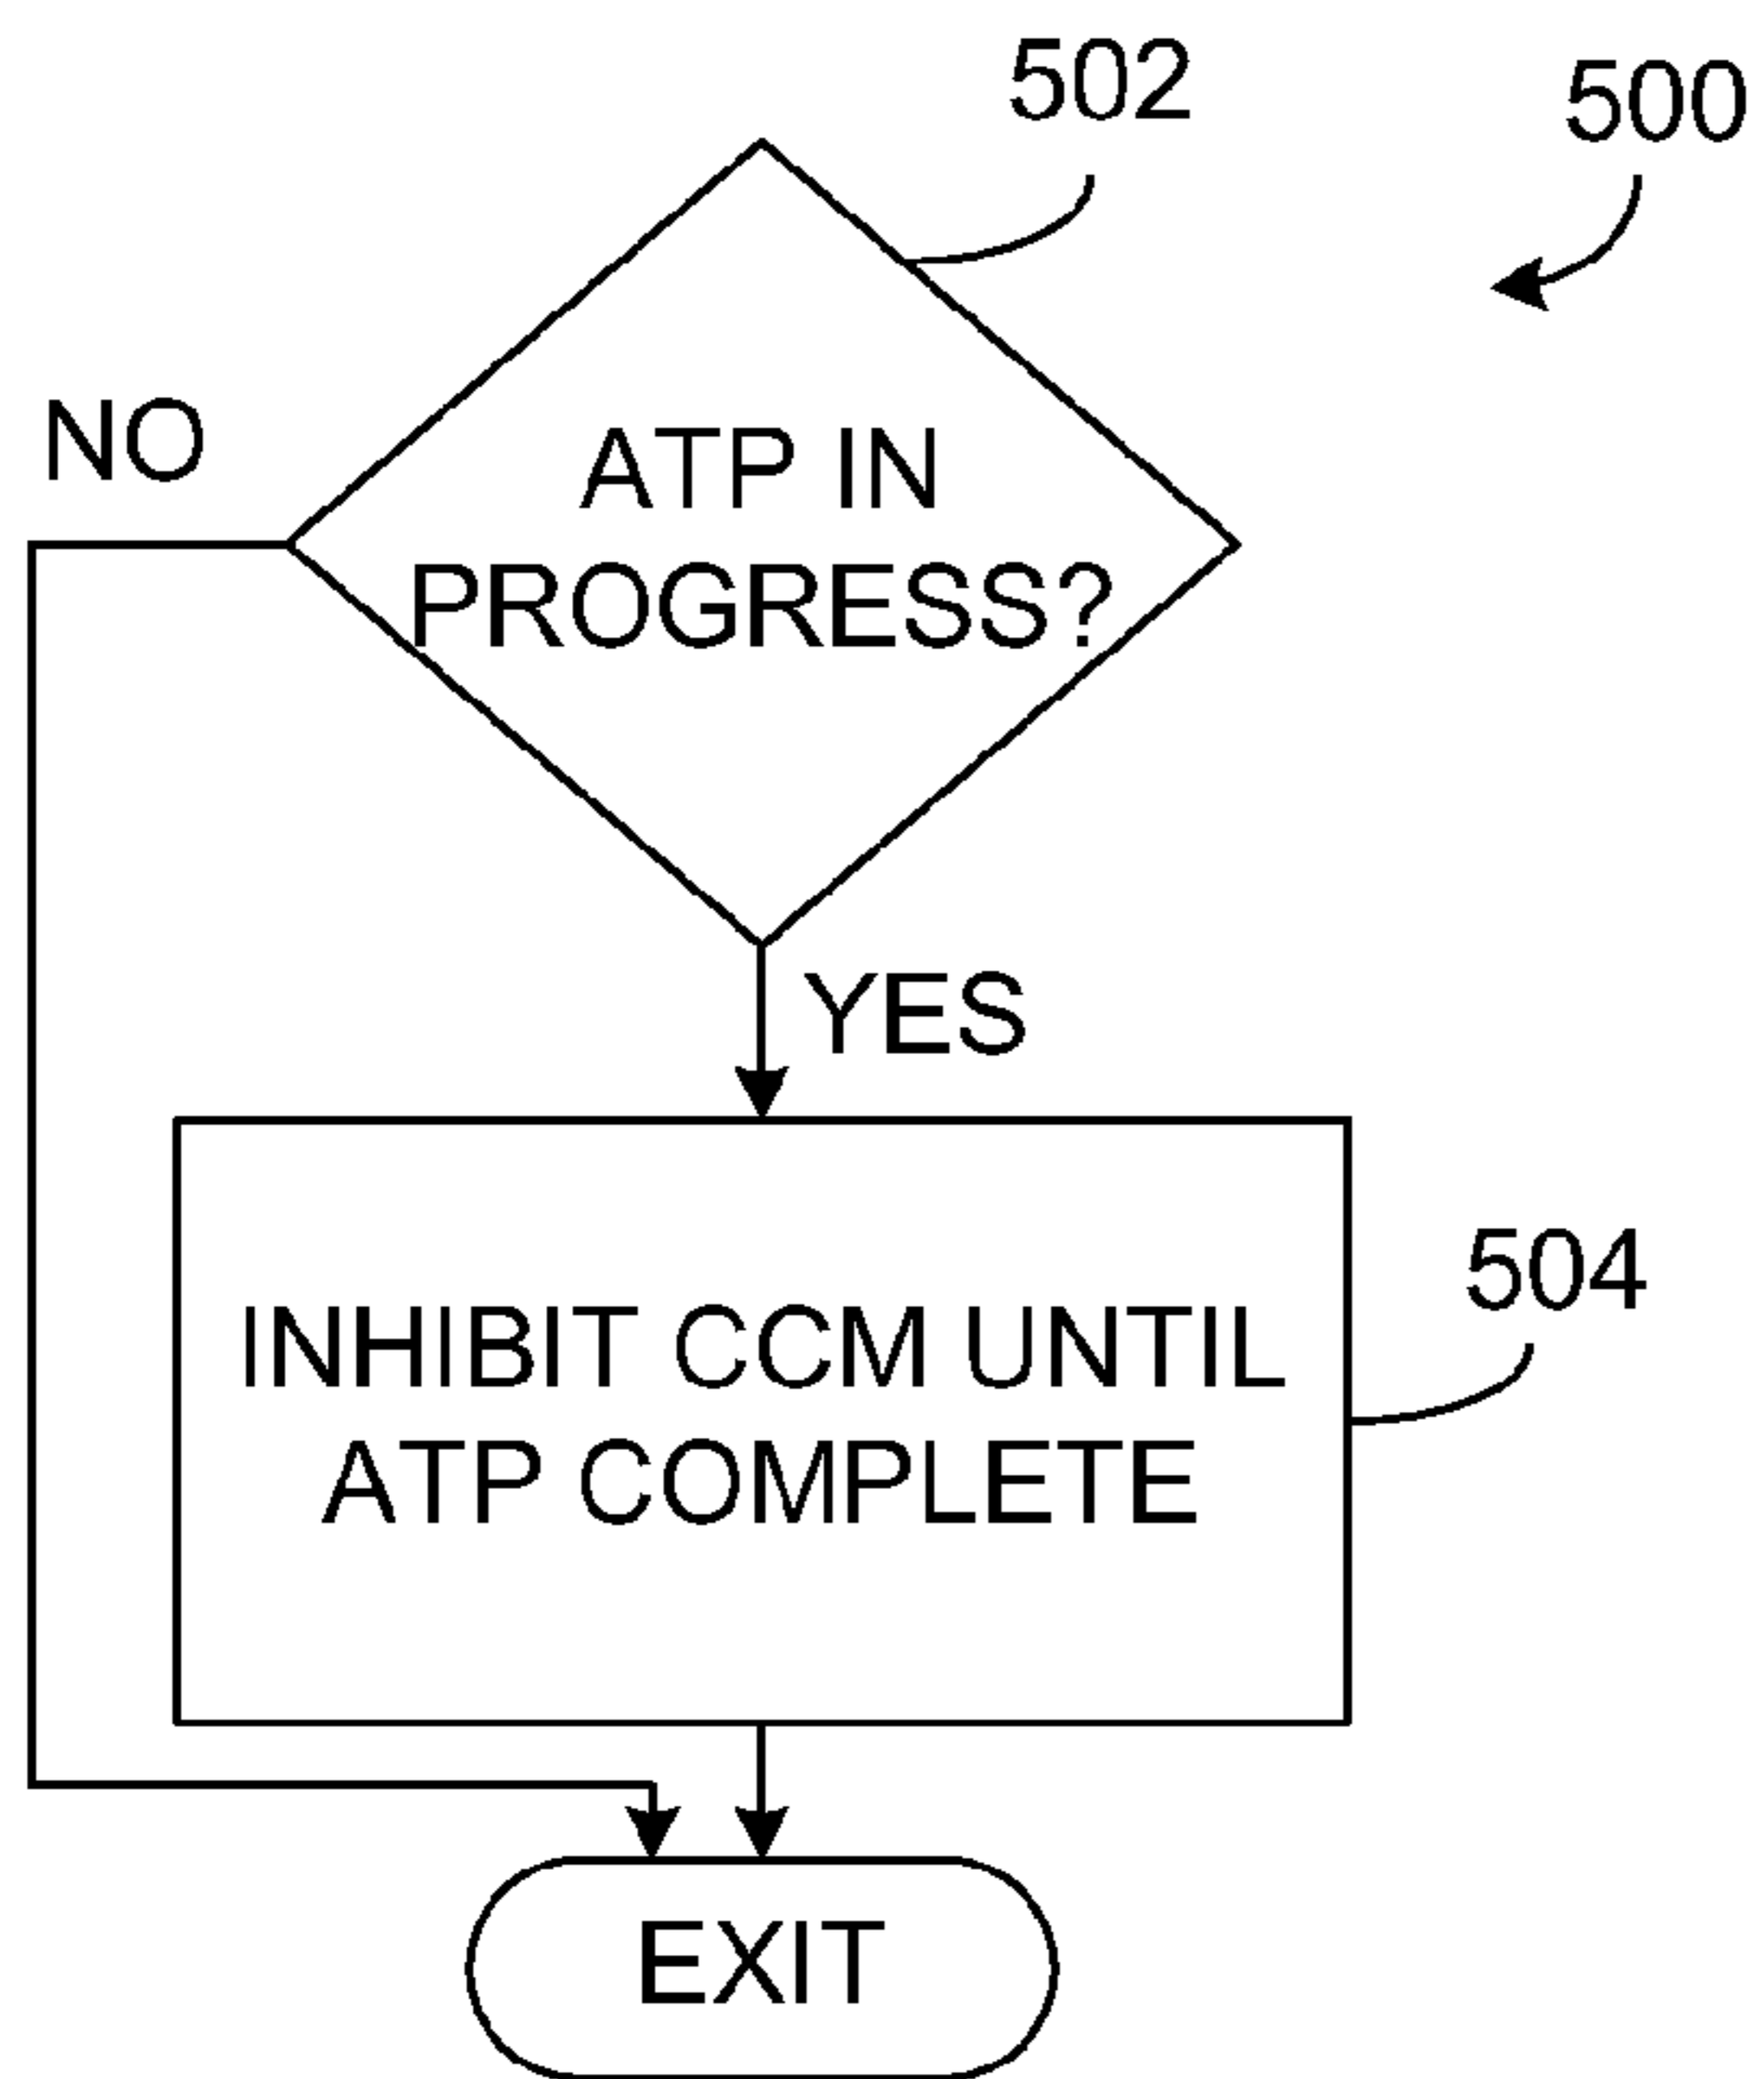 502
500
NO
ATP IN
PROGRESS?
YES
INHIBIT CCM UNTIL
ATP COMPLETE
504
EXIT